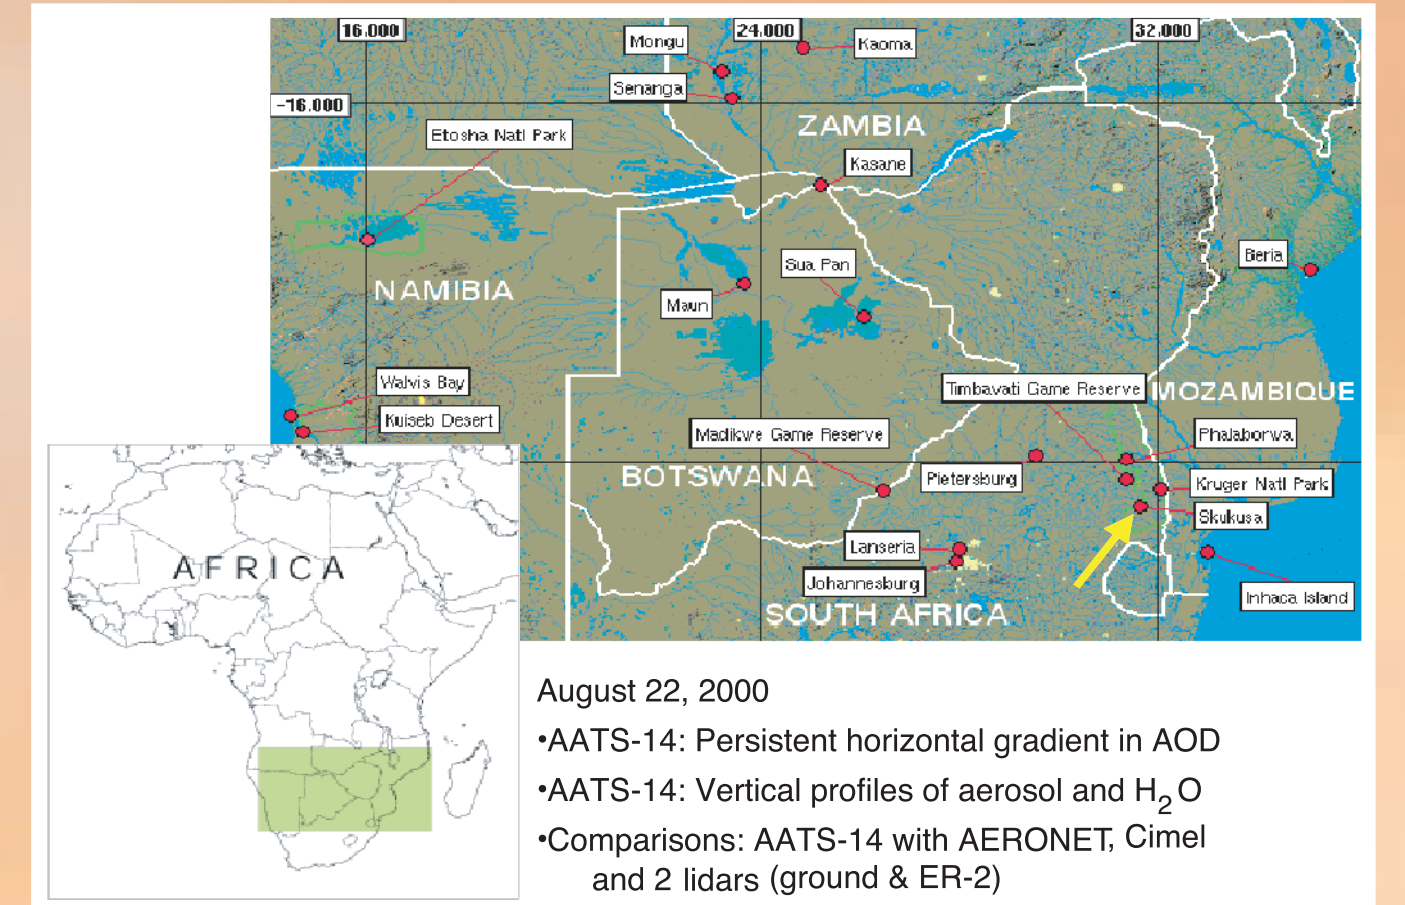 16.000
24.000
32.000
Mongu
Kaoma
Senanga
-16.000
ZAMBIA
Etosha Natl Park
Kasane
Sua Pan
Beria
NAMIBIA
Maun
Walvis Bay
Timbavati Game Reserve
MOZAMBIQUE
Kuiseb Desert
Madikwe Game Reserve
Phalaborwa
BOTSWANA
Pietersburg
Kruger Natl Park
Skukusa
Lanseria
AFRICA
Johannesburg
Inhaca Island
SOUTH AFRICA
August 22, 2000
•AATS-14: Persistent horizontal gradient in AOD
•AATS-14: Vertical profiles of aerosol and H2O
•Comparisons: AATS-14 with AERONET, Cimel
and 2 lidars (ground & ER-2)